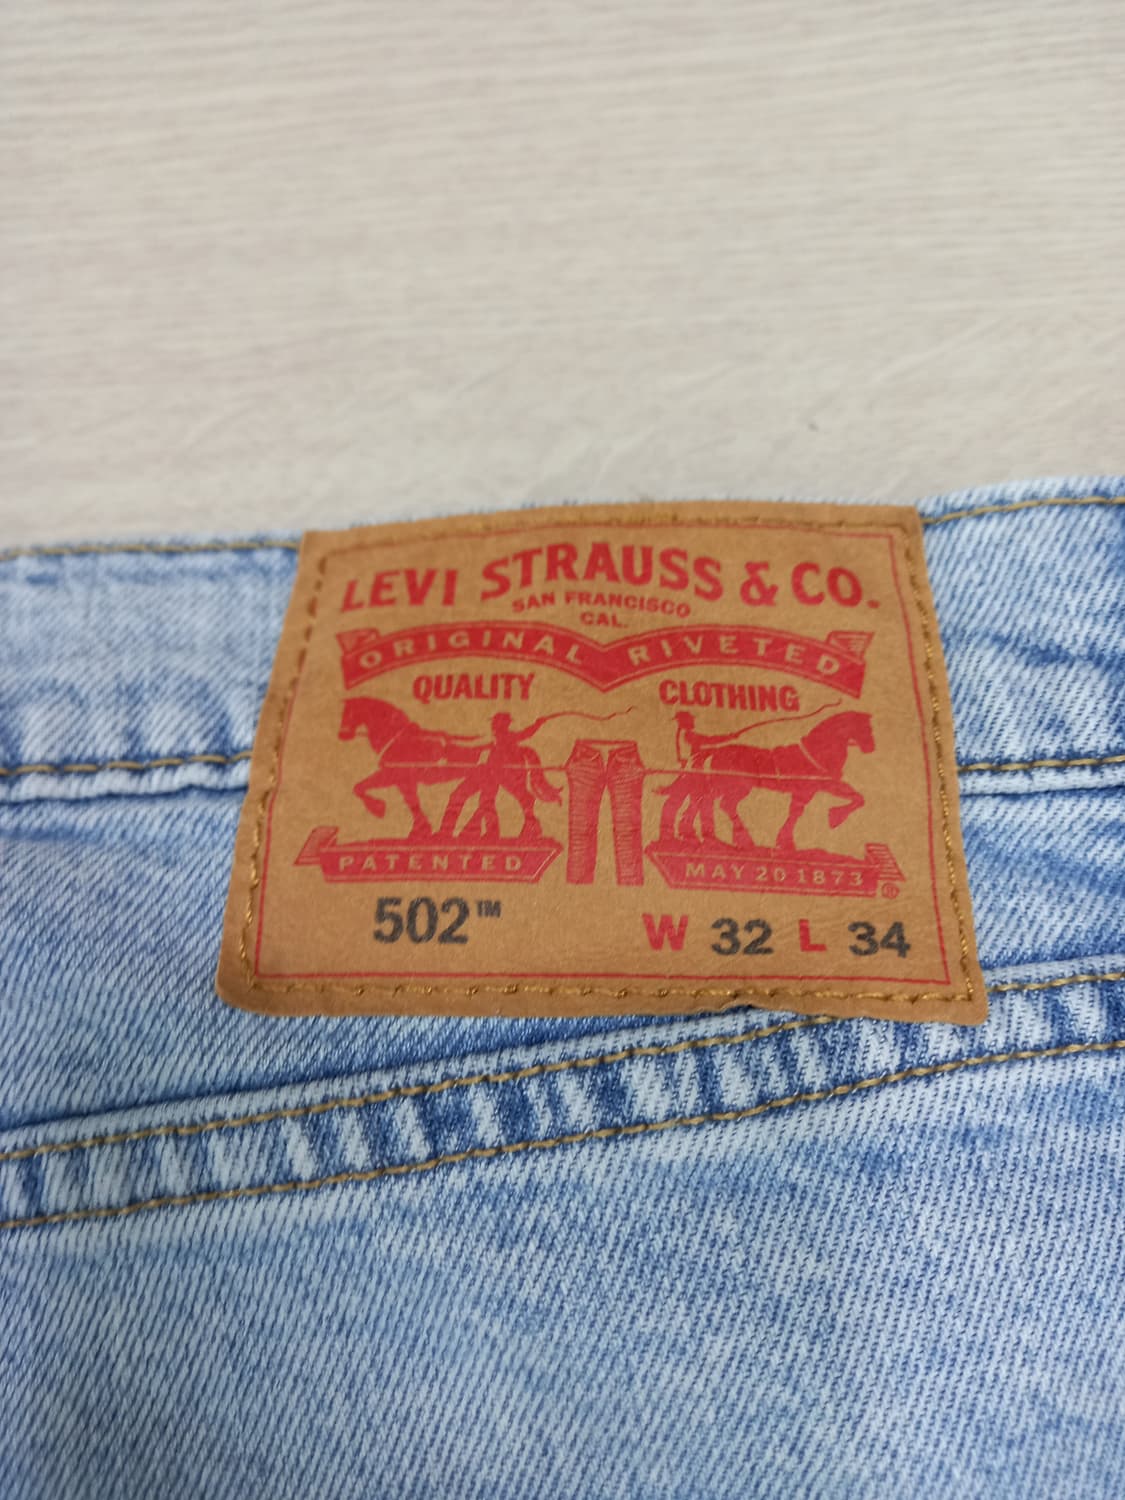 LEVI STRAUSS & CO.
SAN FRANCISCO
CAL.
ORIGINAL RIVETED
QUALITY CLOTHING
PATENTED MAY 20 1873 ®
502™ W 32 L 34